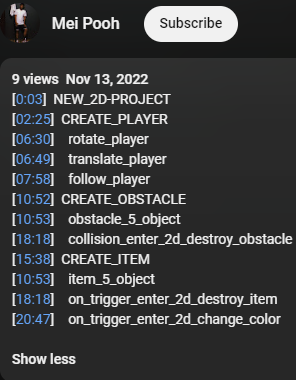 Mei Pooh
Subscribe
9 views Nov 13, 2022
[0:03] NEW_2D-PROJECT
[02:25] CREATE_PLAYER
[06:30] rotate_player
[06:49] translate_player
[07:58] follow_player
[10:52] CREATE_OBSTACLE
[10:53] obstacle_5_object
[18:18] collision_enter_2d_destroy_obstacle
[15:38] CREATE_ITEM
[10:53] item_5_object
[18:18] on_trigger_enter_2d_destroy_item
[20:47] on_trigger_enter_2d_change_color
Show less